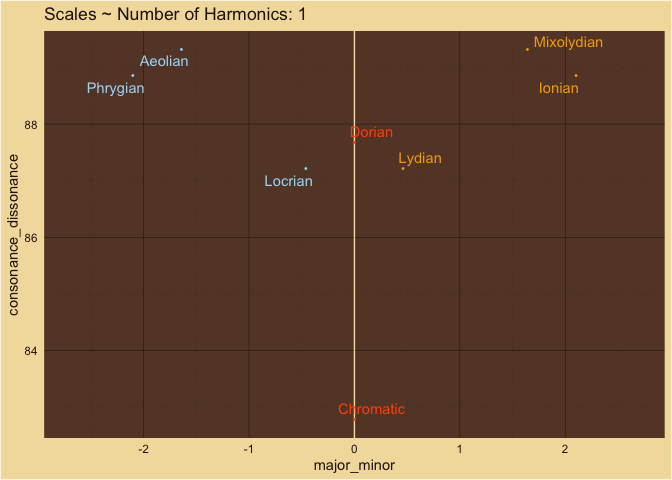 Scales ~ Number of Harmonics: 1
Mixolydian
Aeolian
Phrygian
Ionian
88
Dorian
Lydian
Locrian
86
84
Chromatic
consonance_dissonance
-2 -1 0 1 2
major_minor